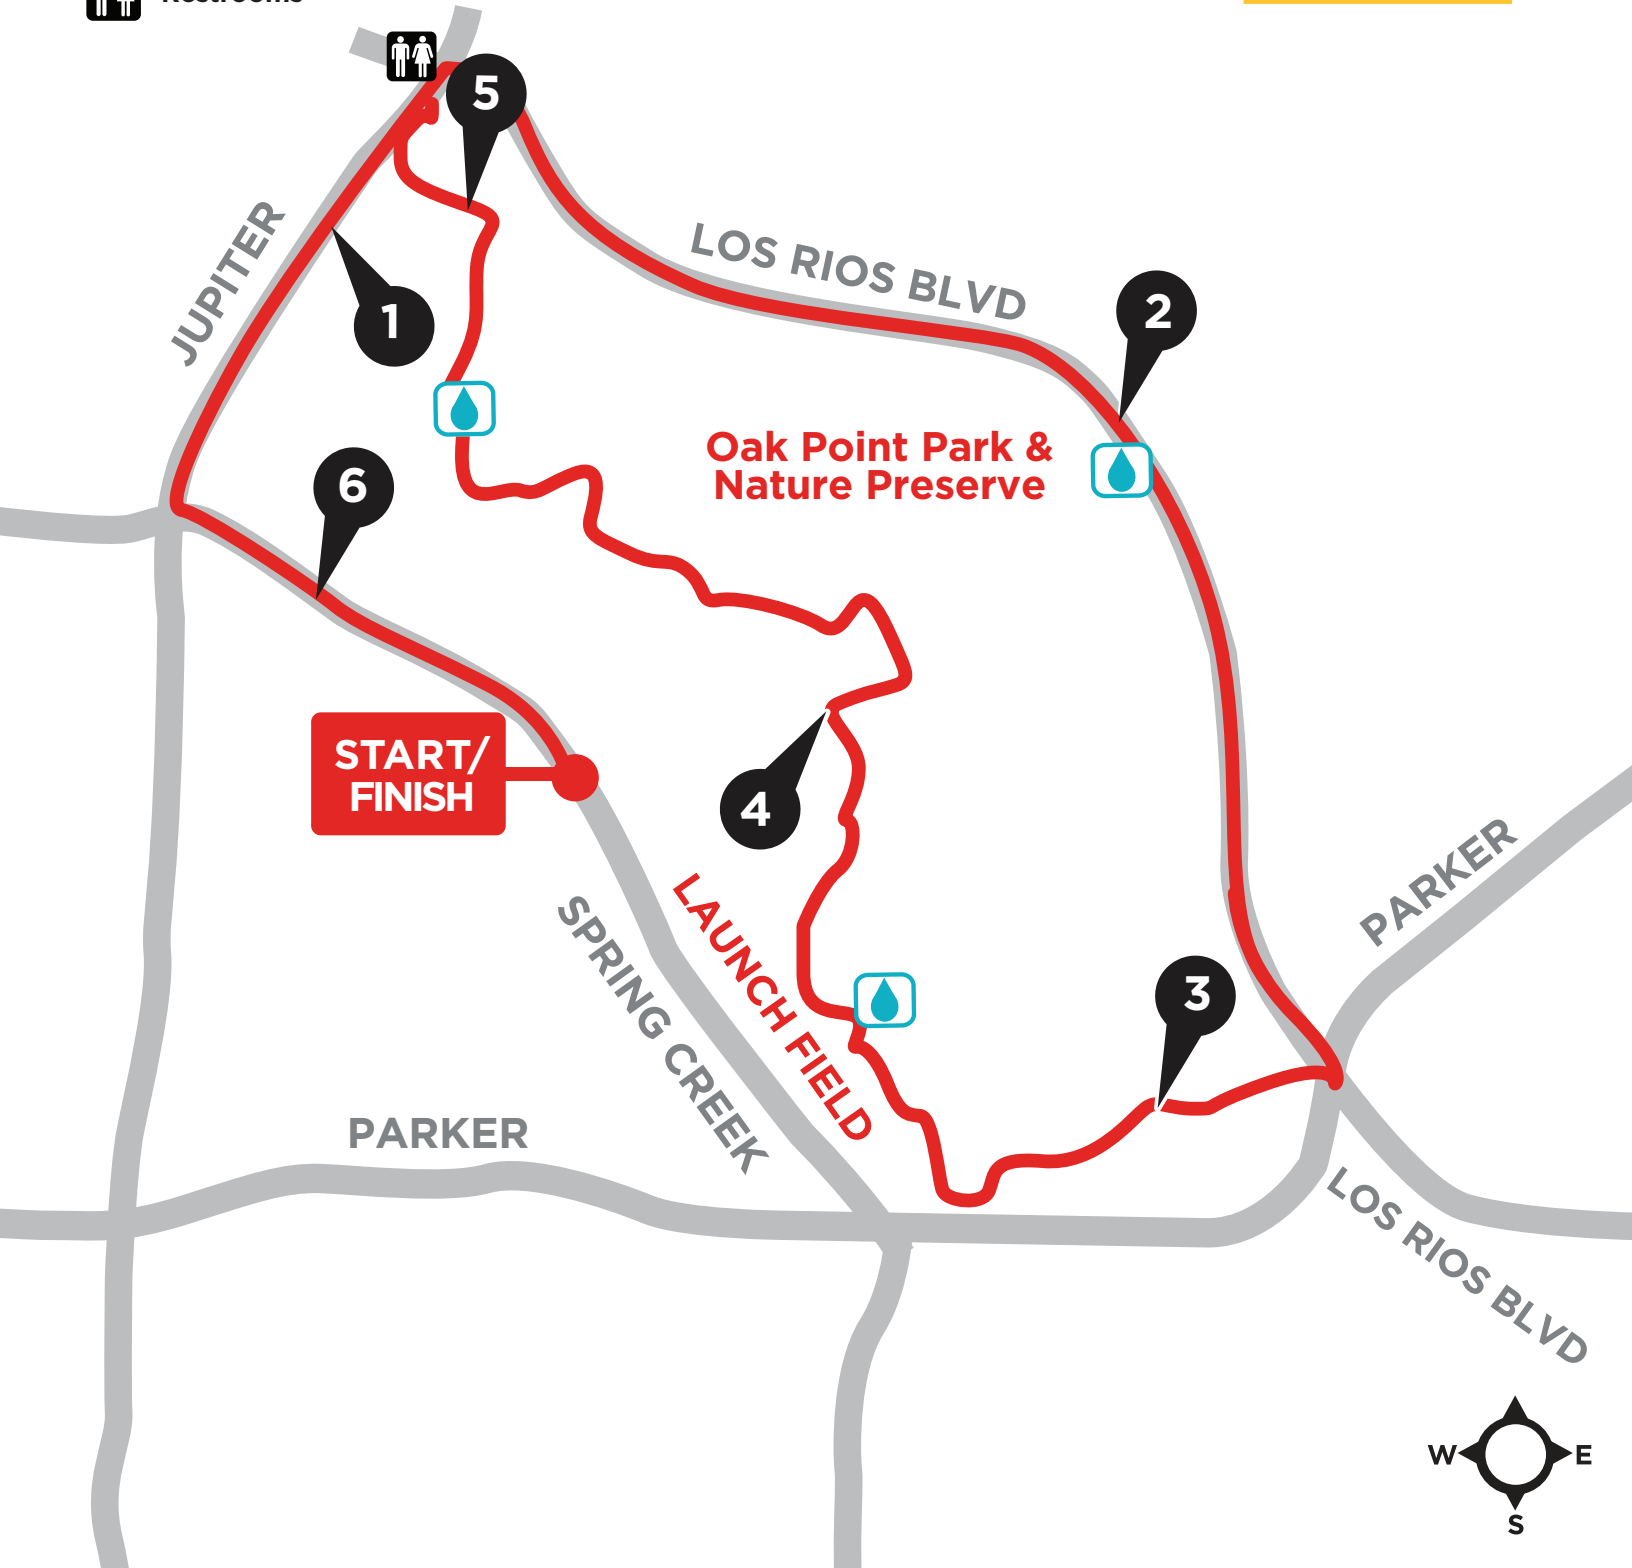 Restrooms
5
JUPITER
LOS RIOS BLVD
1
2
Oak Point Park &
Nature Preserve
6
START/
FINISH
4
PARKER
LAUNCH FIELD
SPRING CREEK
3
PARKER
LOS RIOS BLVD
W
E
S